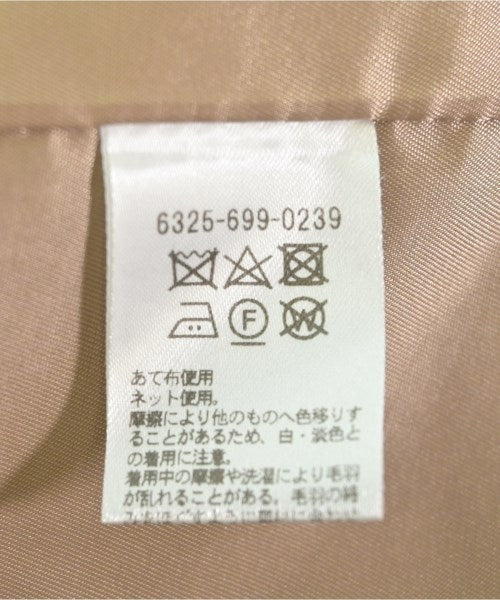 6325-699-0239
F W
あて布使用
ネット使用。
摩擦により他のものへ色移りす
ることがあるため、白・淡色と
の着用に注意。
着用中の摩擦や洗濯により毛羽
が乱れることがある。毛羽の絡